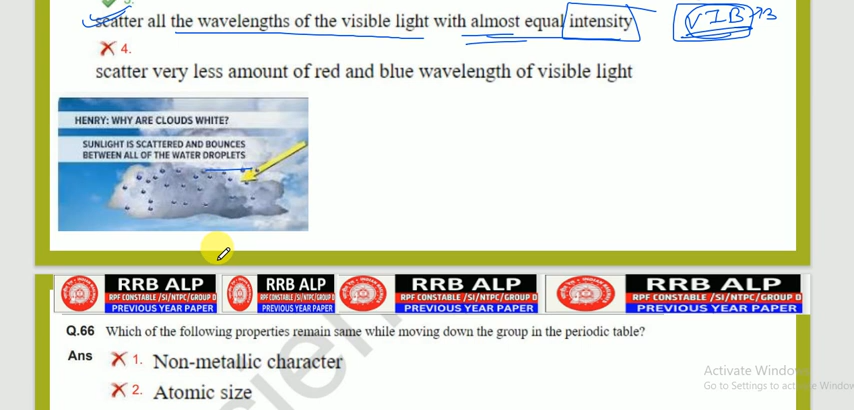 3.
scatter all the wavelengths of the visible light with almost equal intensity
VIB → B
4.
scatter very less amount of red and blue wavelength of visible light
HENRY: WHY ARE CLOUDS WHITE?
SUNLIGHT IS SCATTERED AND BOUNCES
BETWEEN ALL OF THE WATER DROPLETS
RRB ALP RRB ALP RRB ALP RRB ALP
RPF CONSTABLE /SI/NTPC/GROUP D RPF CONSTABLE /SI/NTPC/GROUP D RPF CONSTABLE /SI/NTPC/GROUP D RPF CONSTABLE /SI/NTPC/GROUP D
PREVIOUS YEAR PAPER PREVIOUS YEAR PAPER PREVIOUS YEAR PAPER PREVIOUS YEAR PAPER
Q.66 Which of the following properties remain same while moving down the group in the periodic table?
Ans 1. Non-metallic character
2. Atomic size
Activate Windows
Go to Settings to activate Windows